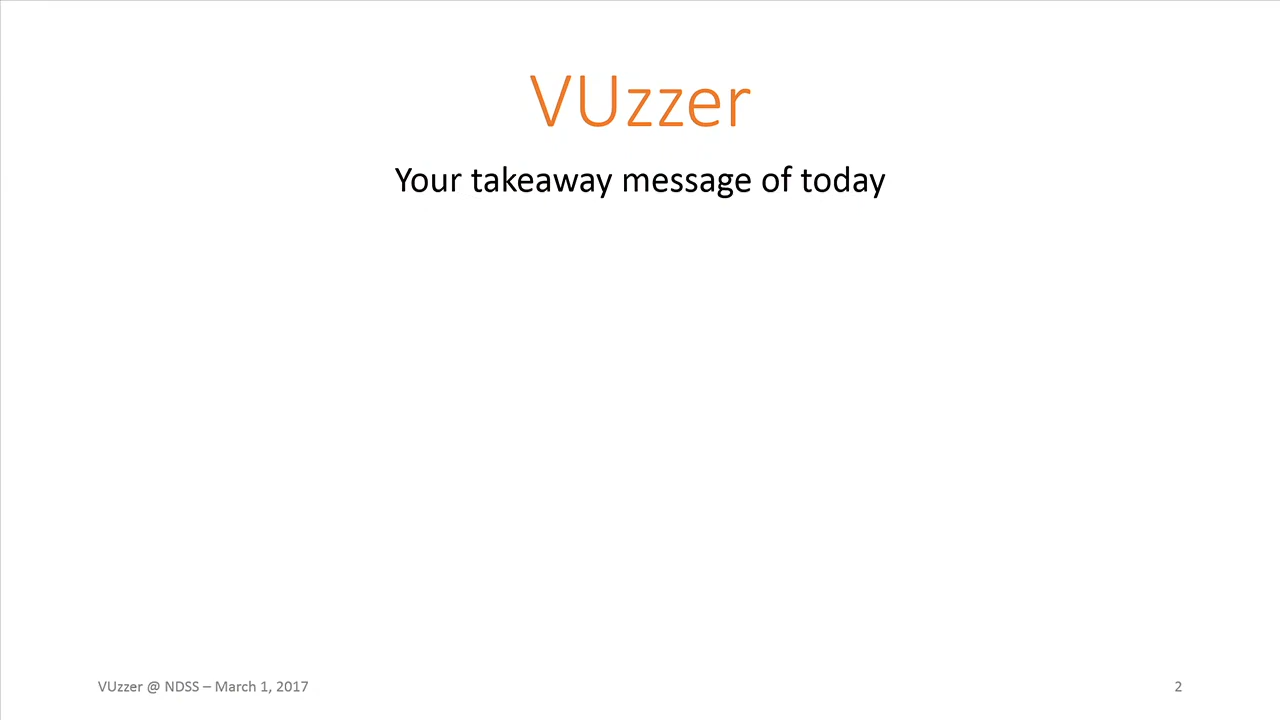 VUzzer
Your takeaway message of today
VUzzer @ NDSS – March 1, 2017
2